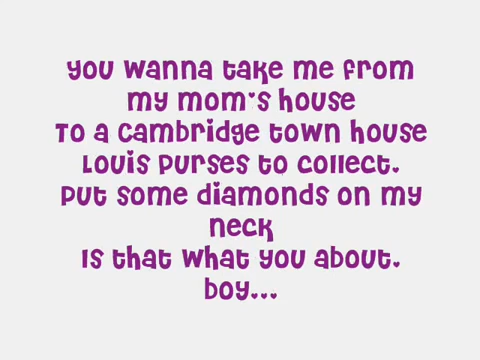 you wanna take me from
my mom's house
To a Cambridge town house
Louis Purses to collect.
Put some diamonds on my
neck
Is that what you about.
boy...